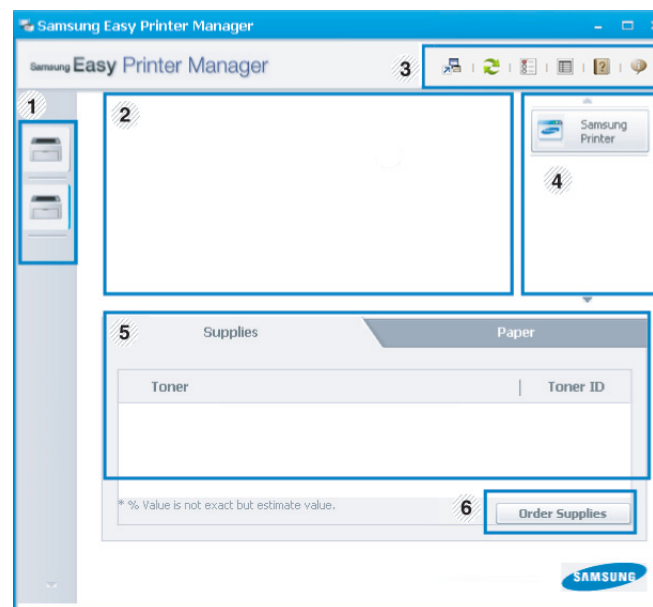 Samsung Easy Printer Manager
Samsung Easy Printer Manager
3
1
2
Samsung
Printer
4
5
Supplies
Paper
Toner
Toner ID
* % Value is not exact but estimate value.
6
Order Supplies
SAMSUNG